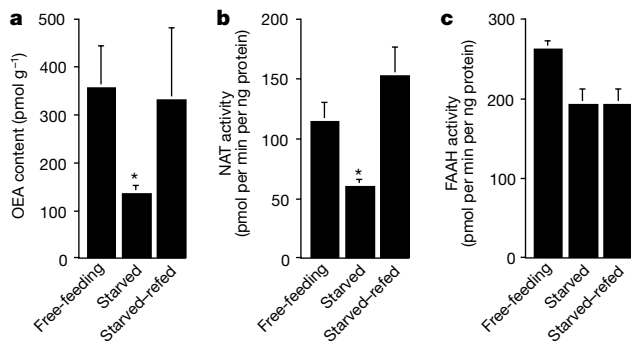 a
OEA content (pmol g⁻¹)
500
400
300
200
100
0
*
Free-feeding
Starved
Starved–refed
b
NAT activity
(pmol per min per ng protein)
200
150
100
50
0
*
Free-feeding
Starved
Starved–refed
c
FAAH activity
(pmol per min per ng protein)
300
200
100
0
Free-feeding
Starved
Starved–refed